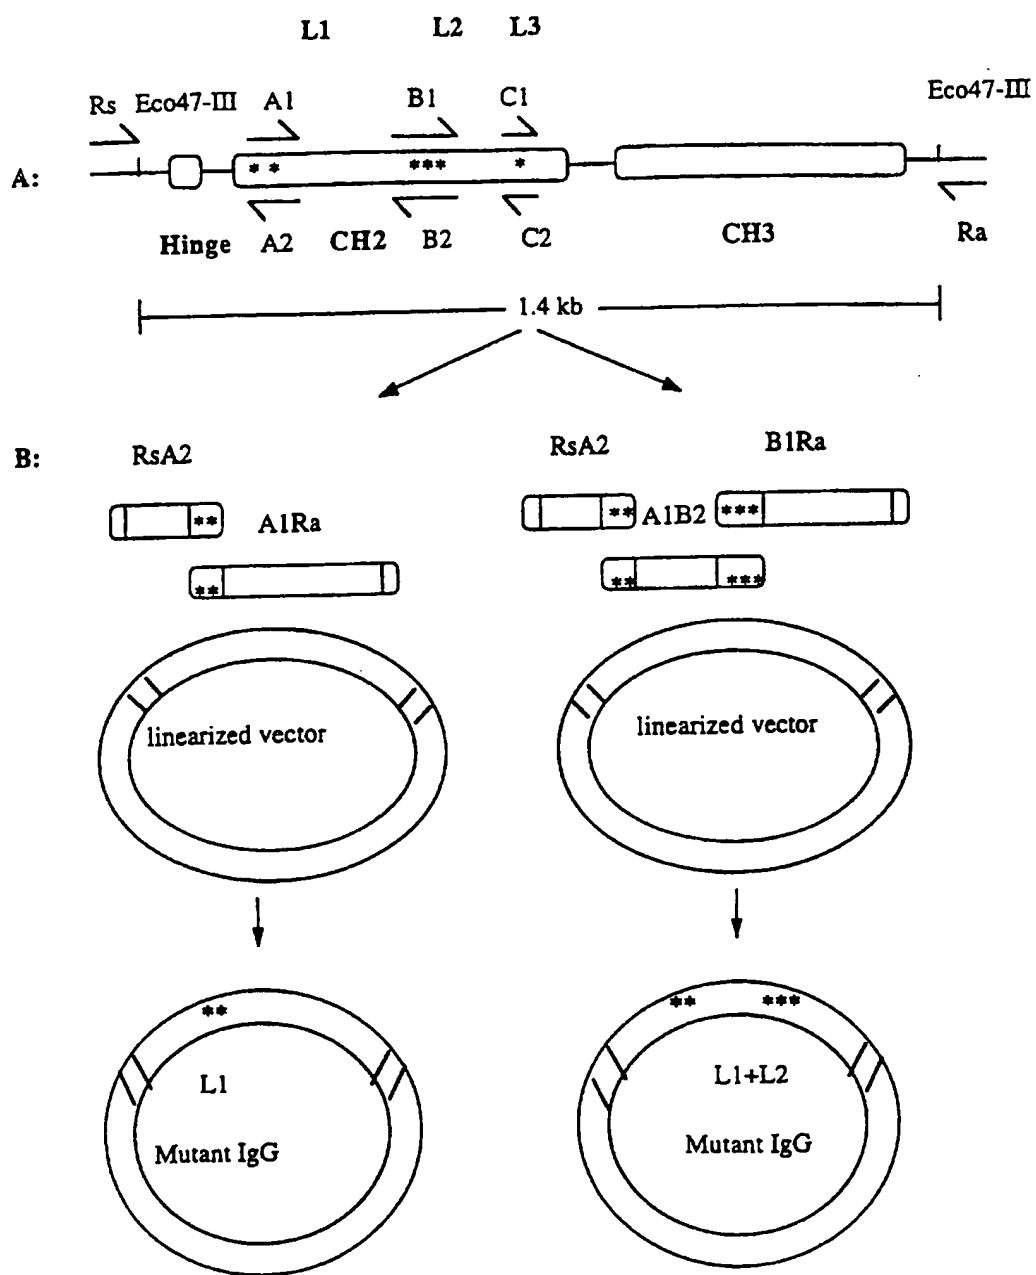 L1 L2 L3
Rs Eco47-III A1 B1 C1 Eco47-III
A: ** *** *
Hinge A2 CH2 B2 C2 CH3 Ra
1.4 kb
B: RsA2 RsA2 B1Ra
** A1Ra ** A1B2 ***
** ** ***
linearized vector linearized vector
** ** ***
L1 L1+L2
Mutant IgG Mutant IgG